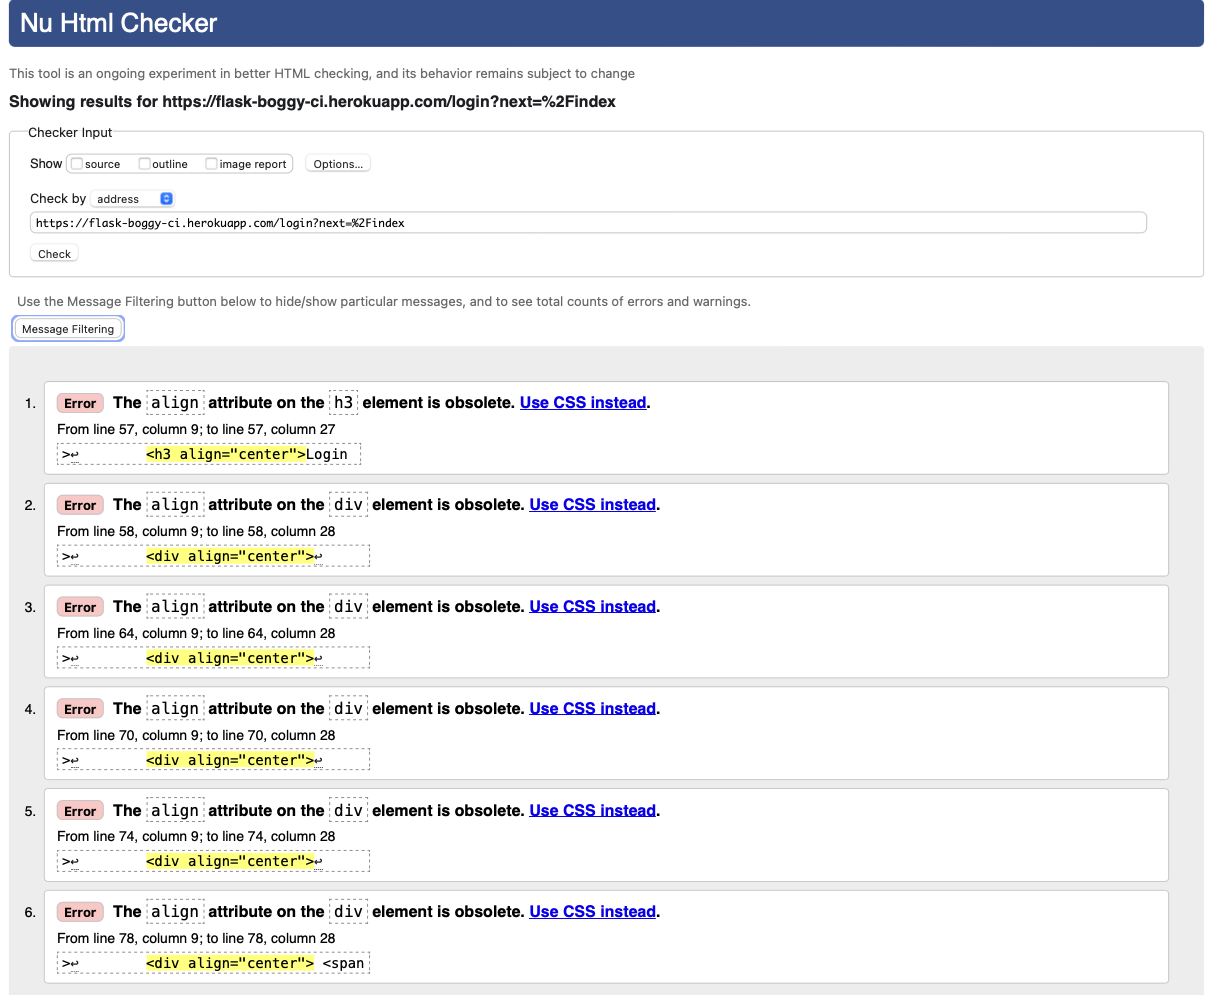 Nu Html Checker
This tool is an ongoing experiment in better HTML checking, and its behavior remains subject to change
Showing results for https://flask-boggy-ci.herokuapp.com/login?next=%2Findex
Checker Input
Show source outline image report Options...
Check by address
https://flask-boggy-ci.herokuapp.com/login?next=%2Findex
Check
Use the Message Filtering button below to hide/show particular messages, and to see total counts of errors and warnings.
Message Filtering
1. Error The align attribute on the h3 element is obsolete. Use CSS instead.
From line 57, column 9; to line 57, column 27
>↩ <h3 align="center">Login
2. Error The align attribute on the div element is obsolete. Use CSS instead.
From line 58, column 9; to line 58, column 28
>↩ <div align="center">↩
3. Error The align attribute on the div element is obsolete. Use CSS instead.
From line 64, column 9; to line 64, column 28
>↩ <div align="center">↩
4. Error The align attribute on the div element is obsolete. Use CSS instead.
From line 70, column 9; to line 70, column 28
>↩ <div align="center">↩
5. Error The align attribute on the div element is obsolete. Use CSS instead.
From line 74, column 9; to line 74, column 28
>↩ <div align="center">↩
6. Error The align attribute on the div element is obsolete. Use CSS instead.
From line 78, column 9; to line 78, column 28
>↩ <div align="center"> <span